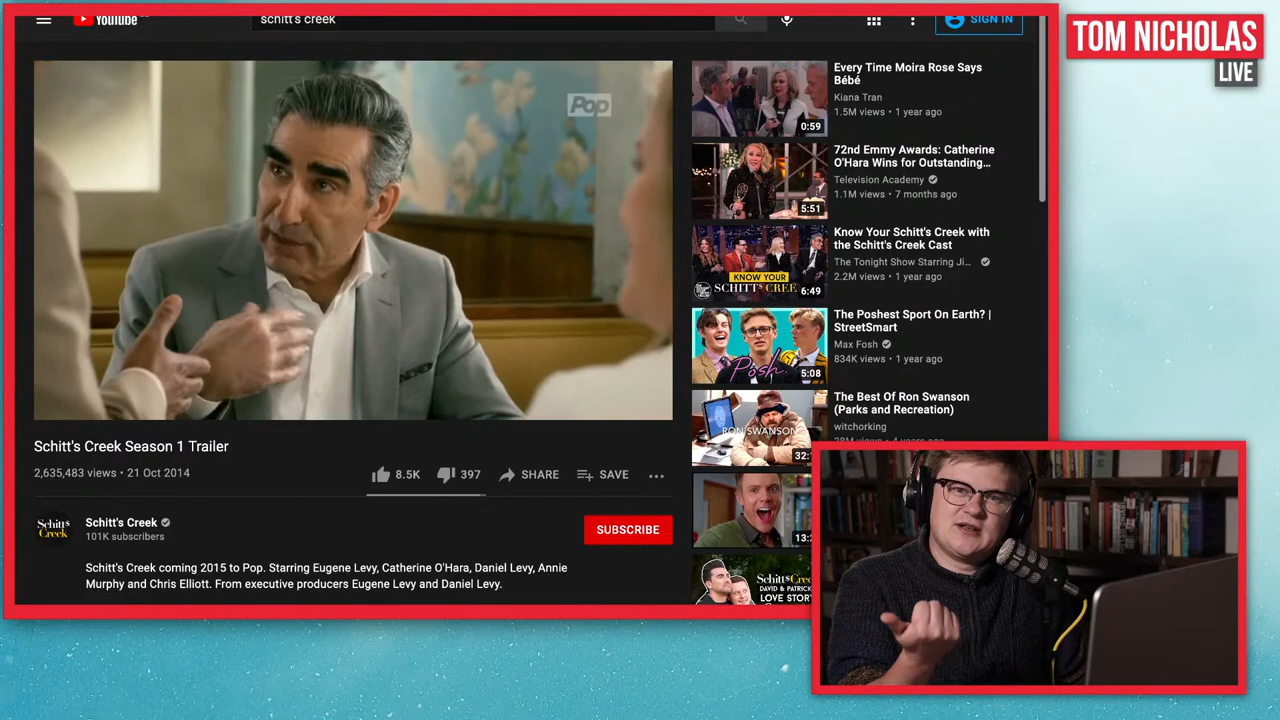 YouTube
schitt's creek
SIGN IN
TOM NICHOLAS
LIVE
Pop
Schitt's Creek Season 1 Trailer
2,635,483 views • 21 Oct 2014
8.5K
397
SHARE
SAVE
Schitt's Creek
Schitt's Creek
101K subscribers
SUBSCRIBE
Schitt's Creek coming 2015 to Pop. Starring Eugene Levy, Catherine O'Hara, Daniel Levy, Annie
Murphy and Chris Elliott. From executive producers Eugene Levy and Daniel Levy.
0:59
Every Time Moira Rose Says
Bébé
Kiana Tran
1.5M views • 1 year ago
5:51
72nd Emmy Awards: Catherine
O'Hara Wins for Outstanding...
Television Academy
1.1M views • 7 months ago
KNOW YOUR
SCHITT'S CREE
6:49
Know Your Schitt's Creek with
the Schitt's Creek Cast
The Tonight Show Starring Ji...
2.2M views • 1 year ago
Posh
5:08
The Poshest Sport On Earth? |
StreetSmart
Max Fosh
834K views • 1 year ago
RON SWANSON
32:
The Best Of Ron Swanson
(Parks and Recreation)
witchorking
28M views • 4 years ago
13:2
Schitt's Cree
DAVID & PATRICK
LOVE STORY